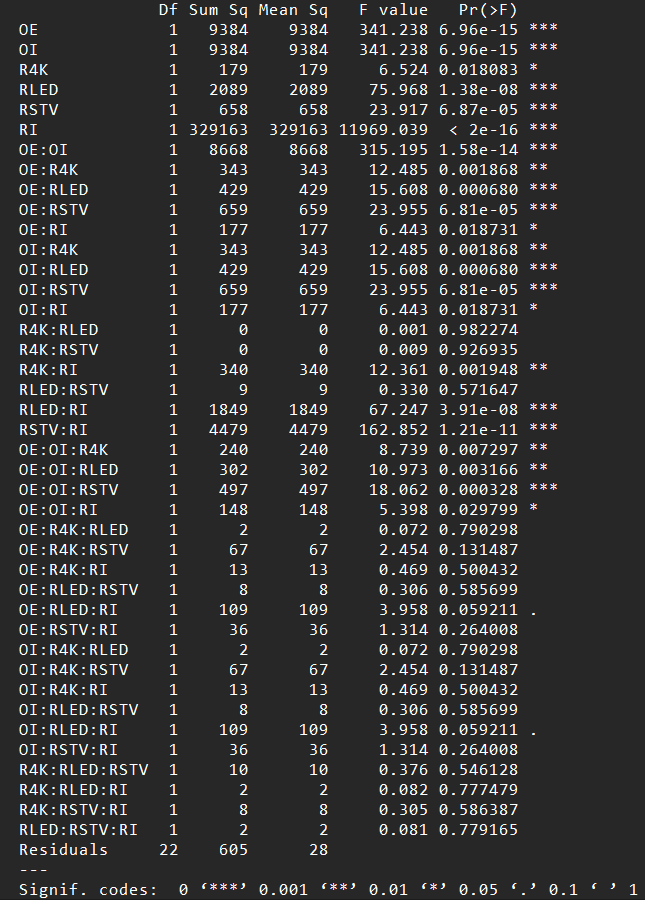 Df Sum Sq Mean Sq F value Pr(>F)
OE 1 9384 9384 341.238 6.96e-15 ***
OI 1 9384 9384 341.238 6.96e-15 ***
R4K 1 179 179 6.524 0.018083 *
RLED 1 2089 2089 75.968 1.38e-08 ***
RSTV 1 658 658 23.917 6.87e-05 ***
RI 1 329163 329163 11969.039 < 2e-16 ***
OE:OI 1 8668 8668 315.195 1.58e-14 ***
OE:R4K 1 343 343 12.485 0.001868 **
OE:RLED 1 429 429 15.608 0.000680 ***
OE:RSTV 1 659 659 23.955 6.81e-05 ***
OE:RI 1 177 177 6.443 0.018731 *
OI:R4K 1 343 343 12.485 0.001868 **
OI:RLED 1 429 429 15.608 0.000680 ***
OI:RSTV 1 659 659 23.955 6.81e-05 ***
OI:RI 1 177 177 6.443 0.018731 *
R4K:RLED 1 0 0 0.001 0.982274
R4K:RSTV 1 0 0 0.009 0.926935
R4K:RI 1 340 340 12.361 0.001948 **
RLED:RSTV 1 9 9 0.330 0.571647
RLED:RI 1 1849 1849 67.247 3.91e-08 ***
RSTV:RI 1 4479 4479 162.852 1.21e-11 ***
OE:OI:R4K 1 240 240 8.739 0.007297 **
OE:OI:RLED 1 302 302 10.973 0.003166 **
OE:OI:RSTV 1 497 497 18.062 0.000328 ***
OE:OI:RI 1 148 148 5.398 0.029799 *
OE:R4K:RLED 1 2 2 0.072 0.790298
OE:R4K:RSTV 1 67 67 2.454 0.131487
OE:R4K:RI 1 13 13 0.469 0.500432
OE:RLED:RSTV 1 8 8 0.306 0.585699
OE:RLED:RI 1 109 109 3.958 0.059211 .
OE:RSTV:RI 1 36 36 1.314 0.264008
OI:R4K:RLED 1 2 2 0.072 0.790298
OI:R4K:RSTV 1 67 67 2.454 0.131487
OI:R4K:RI 1 13 13 0.469 0.500432
OI:RLED:RSTV 1 8 8 0.306 0.585699
OI:RLED:RI 1 109 109 3.958 0.059211 .
OI:RSTV:RI 1 36 36 1.314 0.264008
R4K:RLED:RSTV 1 10 10 0.376 0.546128
R4K:RLED:RI 1 2 2 0.082 0.777479
R4K:RSTV:RI 1 8 8 0.305 0.586387
RLED:RSTV:RI 1 2 2 0.081 0.779165
Residuals 22 605 28
---
Signif. codes: 0 ‘***’ 0.001 ‘**’ 0.01 ‘*’ 0.05 ‘.’ 0.1 ‘ ’ 1